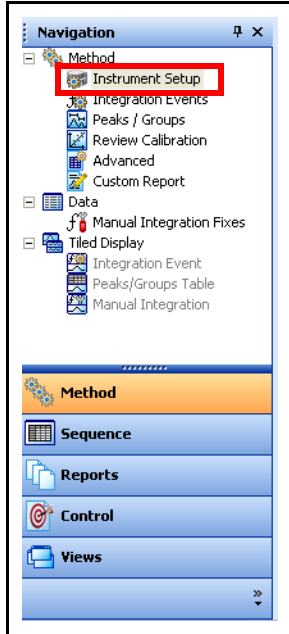 Navigation
Method
Instrument Setup
Integration Events
Peaks / Groups
Review Calibration
Advanced
Custom Report
Data
Manual Integration Fixes
Tiled Display
Integration Event
Peaks/Groups Table
Manual Integration
Method
Sequence
Reports
Control
Views